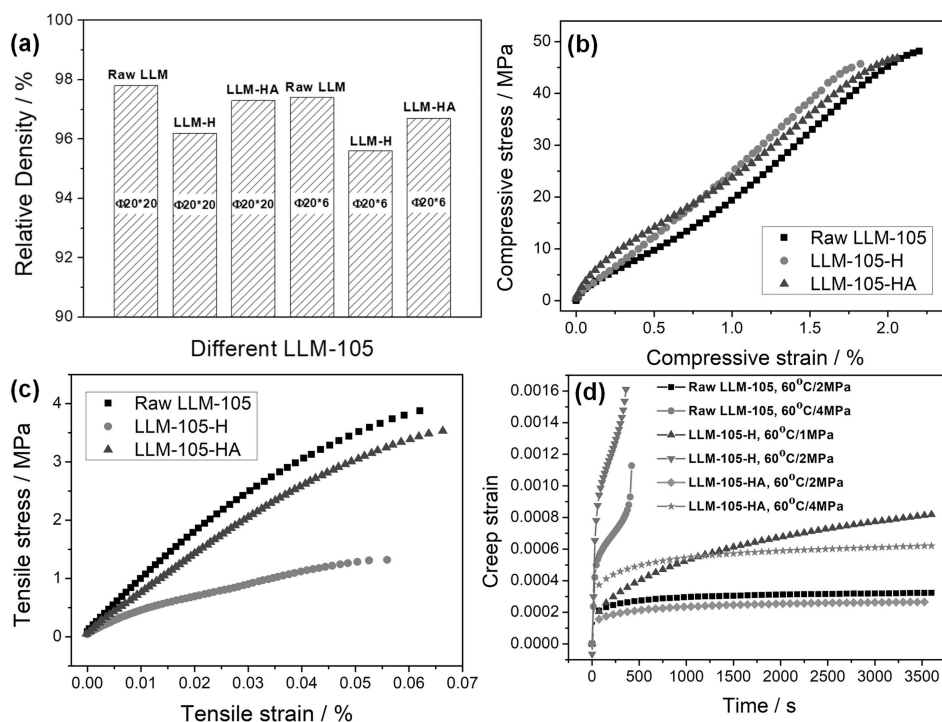 (a)
Relative Density / %
100
98
96
94
92
90
Raw LLM
LLM-H
LLM-HA
Raw LLM
LLM-H
LLM-HA
Φ20*20
Φ20*20
Φ20*20
Φ20*6
Φ20*6
Φ20*6
Different LLM-105
(b)
Compressive stress / MPa
50
40
30
20
10
0
Raw LLM-105
LLM-105-H
LLM-105-HA
0.0 0.5 1.0 1.5 2.0
Compressive strain / %
(c)
Tensile stress / MPa
4
3
2
1
0
Raw LLM-105
LLM-105-H
LLM-105-HA
0.00 0.01 0.02 0.03 0.04 0.05 0.06 0.07
Tensile strain / %
(d)
Creep strain
0.0016
0.0014
0.0012
0.0010
0.0008
0.0006
0.0004
0.0002
0.0000
Raw LLM-105, 60⁰C/2MPa
Raw LLM-105, 60⁰C/4MPa
LLM-105-H, 60⁰C/1MPa
LLM-105-H, 60⁰C/2MPa
LLM-105-HA, 60⁰C/2MPa
LLM-105-HA, 60⁰C/4MPa
0 500 1000 1500 2000 2500 3000 3500
Time / s